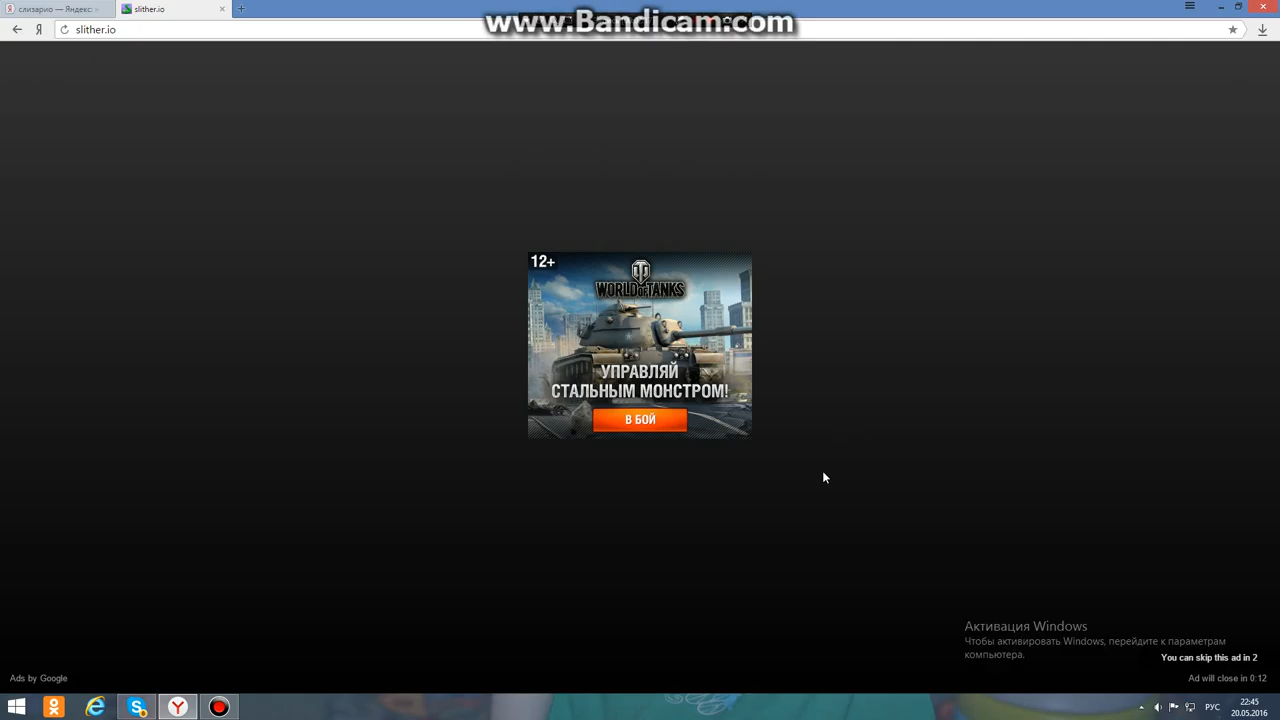 слизарио — Яндекс:
slither.io
www.Bandicam.com
Я
slither.io
12+
WORLD OF TANKS
УПРАВЛЯЙ
СТАЛЬНЫМ МОНСТРОМ!
В БОЙ
Активация Windows
Чтобы активировать Windows, перейдите к параметрам
компьютера.
You can skip this ad in 2
Ads by Google
Ad will close in 0:12
РУС
22:45
20.05.2016